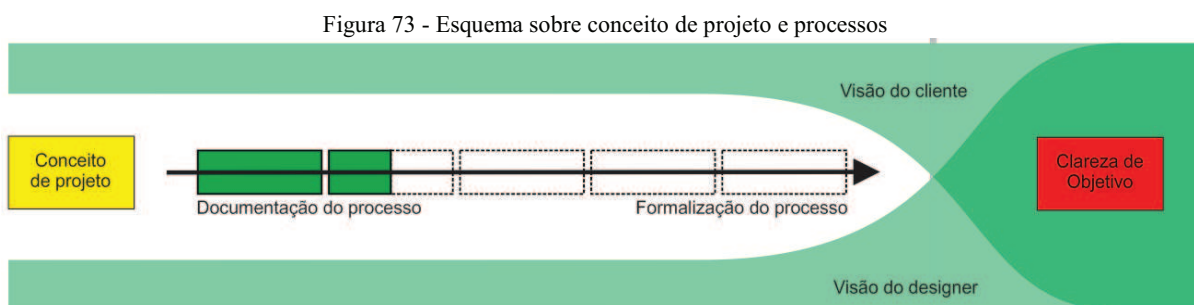 Figura 73 - Esquema sobre conceito de projeto e processos
Visão do cliente
Conceito
de projeto
Clareza de
Objetivo
Documentação do processo
Formalização do processo
Visão do designer